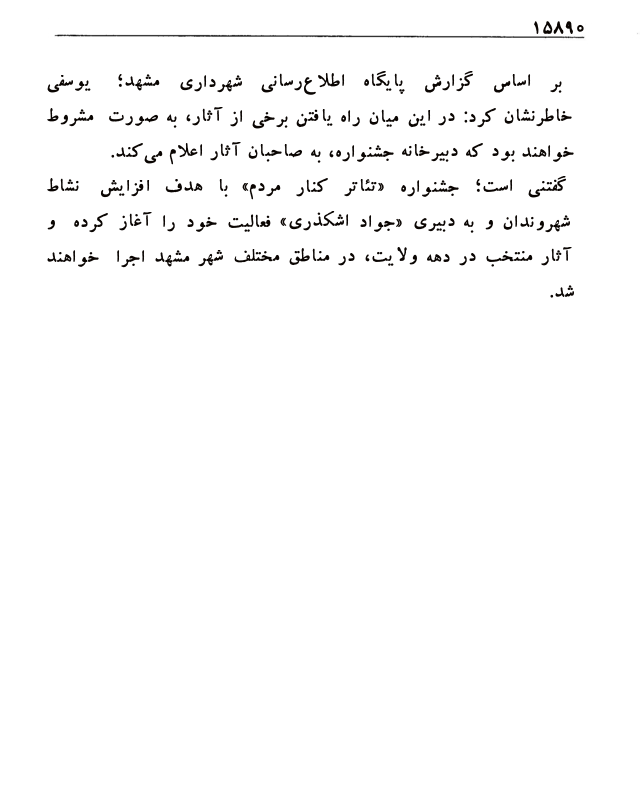 ۱۵۸۹۰
بر اساس گزارش پایگاه اطلاع‌رسانی شهرداری مشهد؛ یوسفی
خاطرنشان کرد: در این میان راه یافتن برخی از آثار، به صورت مشروط
خواهند بود که دبیرخانه جشنواره، به صاحبان آثار اعلام می‌کند.
گفتنی است؛ جشنواره «تئاتر کنار مردم» با هدف افزایش نشاط
شهروندان و به دبیری «جواد اشکذری» فعالیت خود را آغاز کرده و
آثار منتخب در دهه ولایت، در مناطق مختلف شهر مشهد اجرا خواهند
شد.